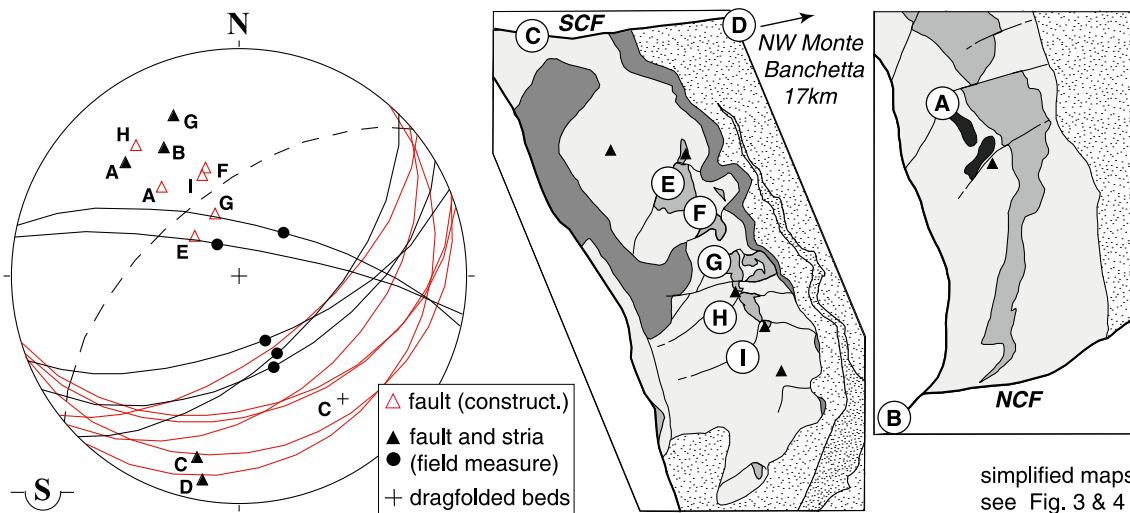 N
G
H
B
A
F
I
A
G
E
C
C
D
S
fault (construct.)
fault and stria
(field measure)
dragfolded beds
SCF
C
D
NW Monte
Banchetta
17km
E
F
G
H
I
A
B
NCF
simplified maps
see Fig. 3 & 4